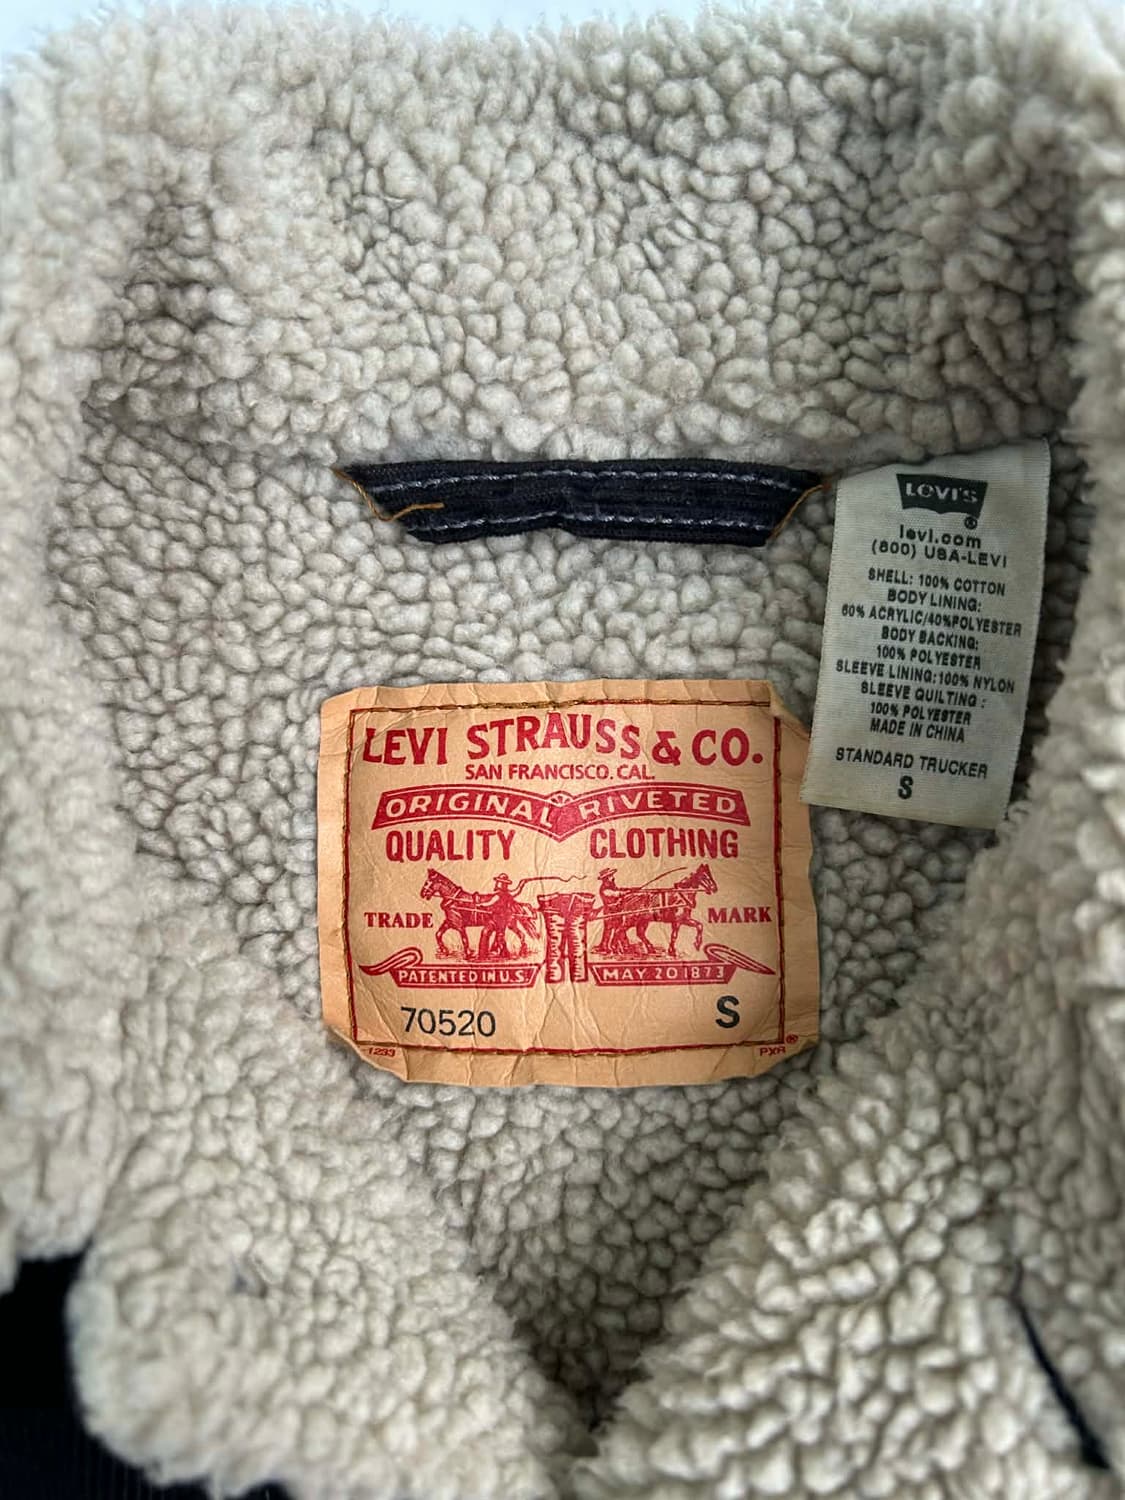 LEVI'S
®
levi.com
(800) USA-LEVI
SHELL: 100% COTTON
BODY LINING:
60% ACRYLIC/40%POLYESTER
BODY BACKING:
100% POLYESTER
SLEEVE LINING:100% NYLON
SLEEVE QUILTING :
100% POLYESTER
MADE IN CHINA
STANDARD TRUCKER
S
LEVI STRAUSS & CO.
SAN FRANCISCO. CAL.
ORIGINAL RIVETED
QUALITY CLOTHING
TRADE MARK
PATENTED IN U.S. MAY 20 1873
70520 S
1233 ®